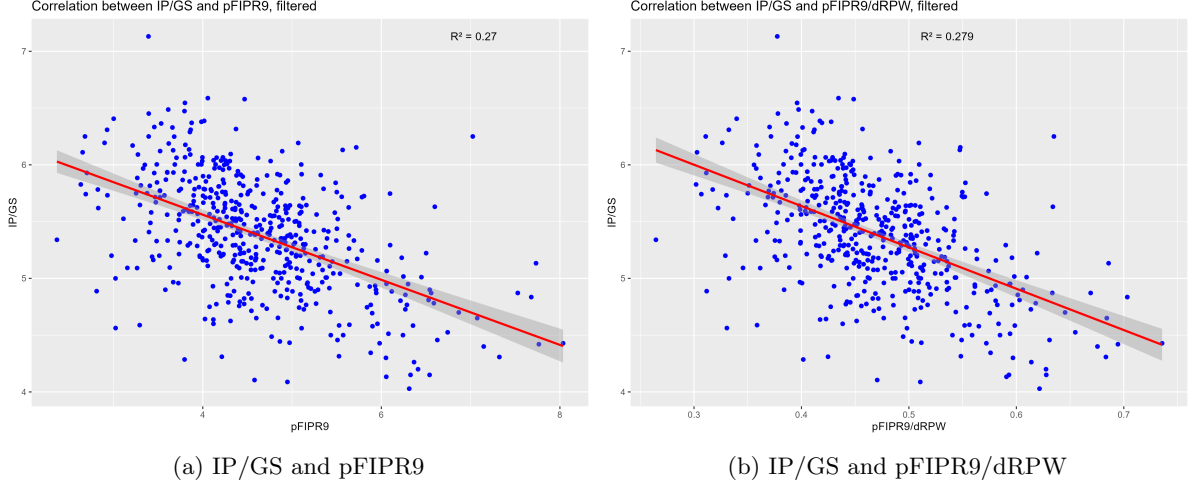 Correlation between IP/GS and pFIPR9, filtered
R² = 0.27
7
6
5
4
IP/GS
4 6 8
pFIPR9
(a) IP/GS and pFIPR9
Correlation between IP/GS and pFIPR9/dRPW, filtered
R² = 0.279
7
6
5
4
IP/GS
0.3 0.4 0.5 0.6 0.7
pFIPR9/dRPW
(b) IP/GS and pFIPR9/dRPW